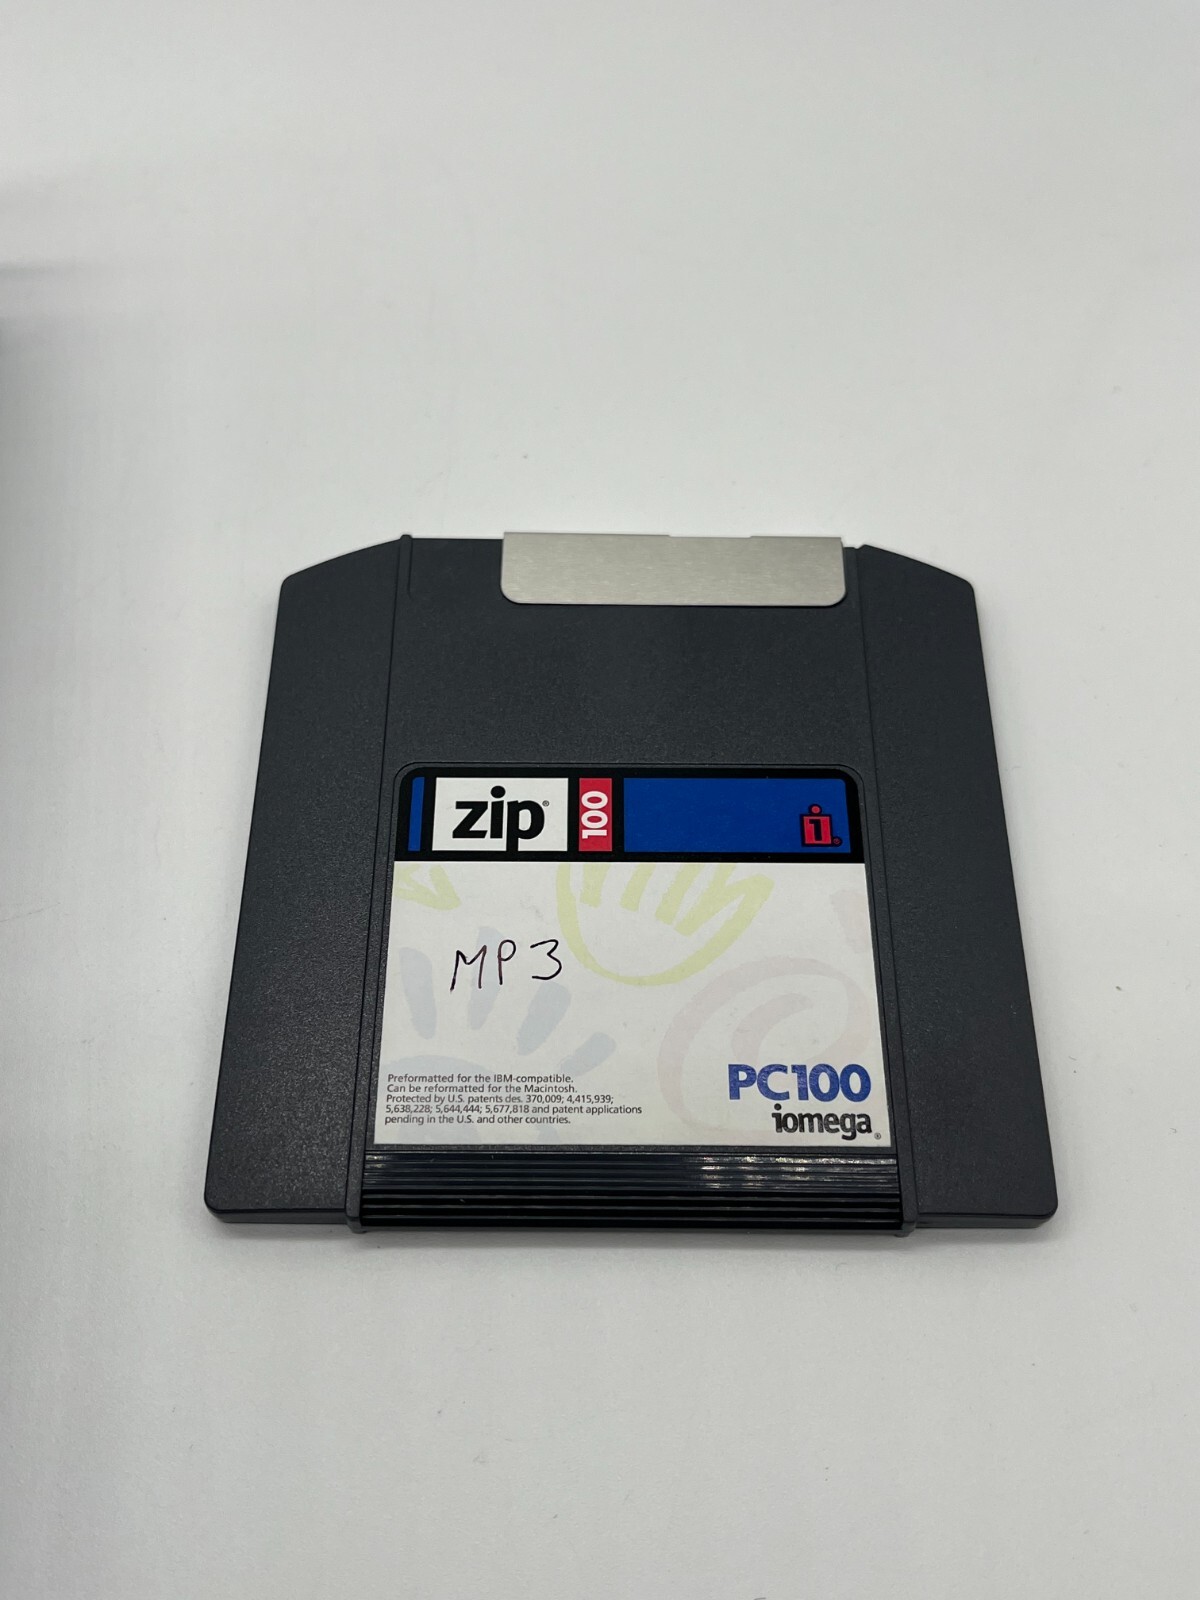 zip® 100
MP3
Preformatted for the IBM-compatible.
Can be reformatted for the Macintosh.
Protected by U.S. patents des. 370,009; 4,415,939;
5,638,228; 5,644,444; 5,677,818 and patent applications
pending in the U.S. and other countries.
PC100
iomega®